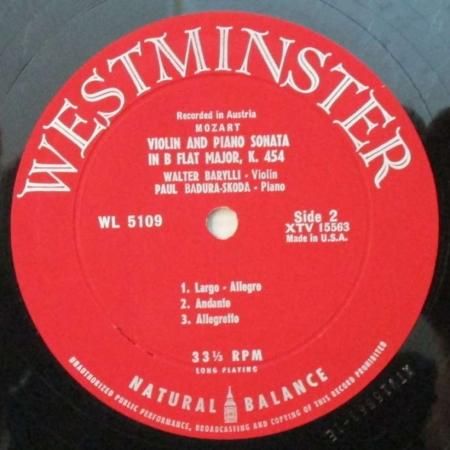 WESTMINSTER
Recorded in Austria
MOZART
VIOLIN AND PIANO SONATA
IN B FLAT MAJOR, K. 454
WALTER BARYLLI - Violin
PAUL BADURA-SKODA - Piano
WL 5109
Side 2
XTV 15563
Made in U.S.A.
1. Largo - Allegro
2. Andante
3. Allegretto
33⅓ RPM
LONG PLAYING
NATURAL BALANCE
UNAUTHORIZED PUBLIC PERFORMANCE, BROADCASTING AND COPYING OF THIS RECORD PROHIBITED